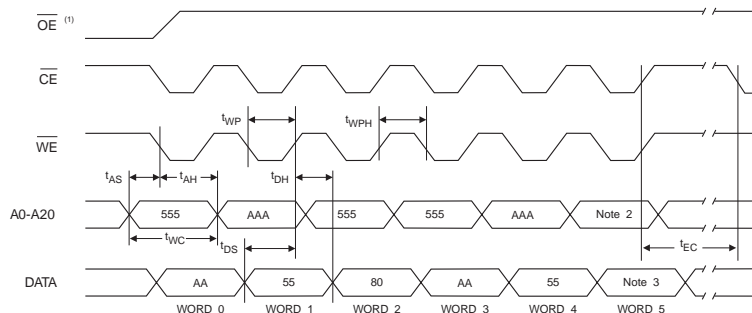 OE (1)
CE
tWP tWPH
WE
tAS tAH tDH
A0-A20 555 AAA 555 555 AAA Note 2
tWC tDS tEC
DATA AA 55 80 AA 55 Note 3
WORD 0 WORD 1 WORD 2 WORD 3 WORD 4 WORD 5